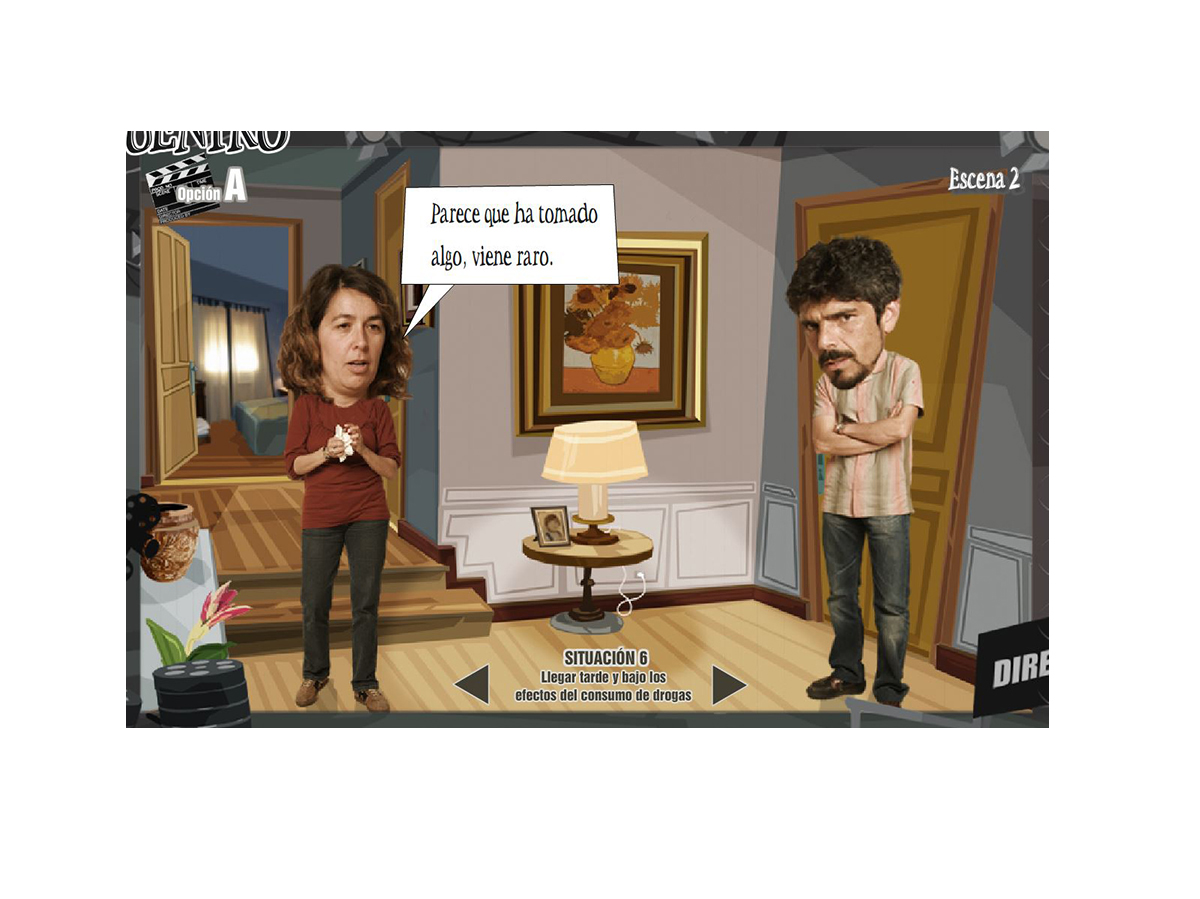 Opción A
Escena 2
Parece que ha tomado
algo, viene raro.
SITUACIÓN 6
Llegar tarde y bajo los
efectos del consumo de drogas
DIRE